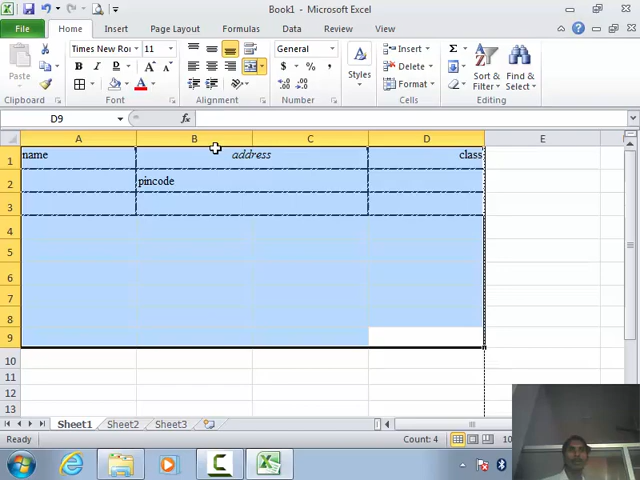 Book1 - Microsoft Excel
File Home Insert Page Layout Formulas Data Review View
Times New Ro 11 General Insert
Paste B I U $ % , Styles Delete Sort & Filter Find & Select
A Format
Clipboard Font Alignment Number Cells Editing
D9 fx
A B C D E
1 name address class
2 pincode
3
4
5
6
7
8
9
10
11
12
13
Sheet1 Sheet2 Sheet3
Ready Count: 4 10